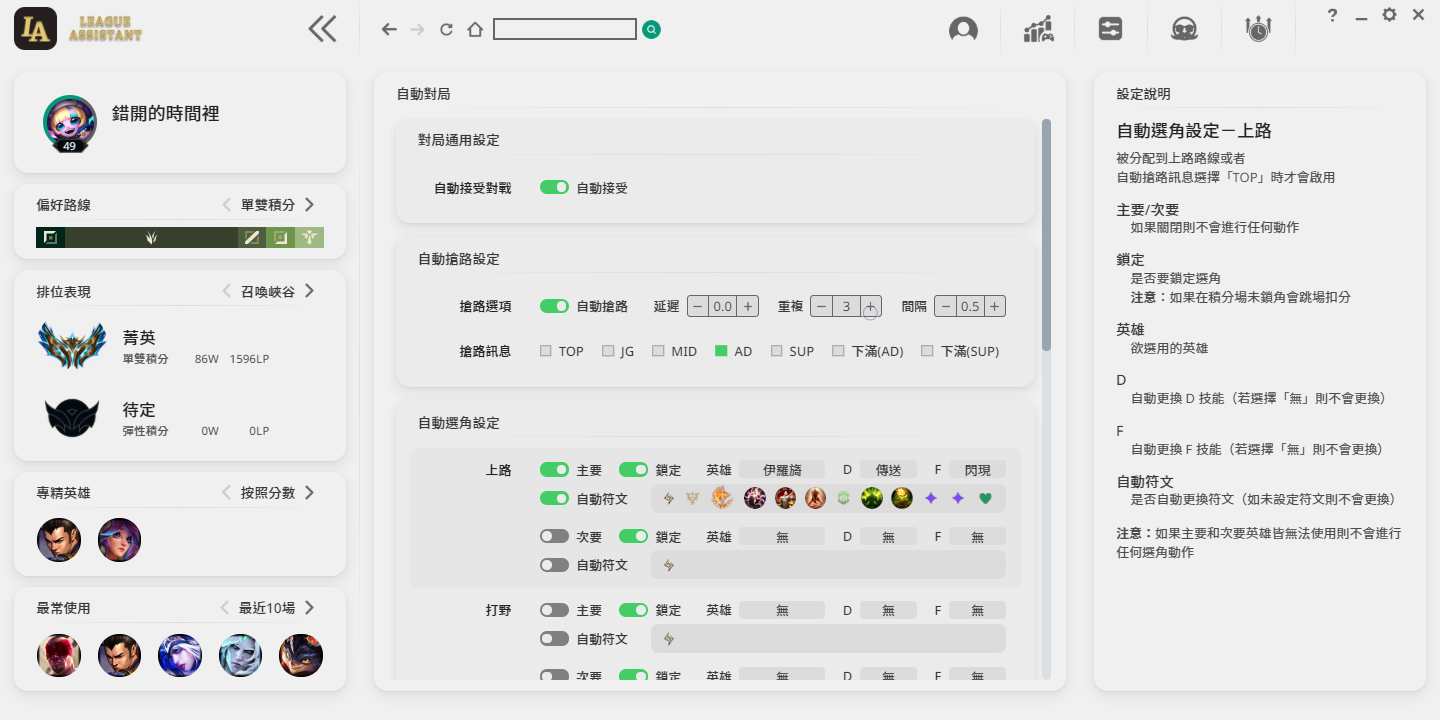 LA
LEAGUE
ASSISTANT
?
錯開的時間裡
49
偏好路線
單雙積分
排位表現
召喚峽谷
菁英
單雙積分 86W 1596LP
待定
彈性積分 0W 0LP
專精英雄
按照分數
最常使用
最近10場
自動對局
對局通用設定
自動接受對戰 自動接受
自動搶路設定
搶路選項 自動搶路 延遲 − 0.0 + 重複 − 3 + 間隔 − 0.5 +
搶路訊息 TOP JG MID AD SUP 下滿(AD) 下滿(SUP)
自動選角設定
上路 主要 鎖定 英雄 伊羅旖 D 傳送 F 閃現
自動符文
次要 鎖定 英雄 無 D 無 F 無
自動符文
打野 主要 鎖定 英雄 無 D 無 F 無
自動符文
次要 鎖定 英雄 無 D 無 F 無
設定說明
自動選角設定－上路
被分配到上路路線或者
自動搶路訊息選擇「TOP」時才會啟用
主要/次要
如果關閉則不會進行任何動作
鎖定
是否要鎖定選角
注意：如果在積分場未鎖角會跳場扣分
英雄
欲選用的英雄
D
自動更換 D 技能（若選擇「無」則不會更換）
F
自動更換 F 技能（若選擇「無」則不會更換）
自動符文
是否自動更換符文（如未設定符文則不會更換）
注意：如果主要和次要英雄皆無法使用則不會進行
任何選角動作